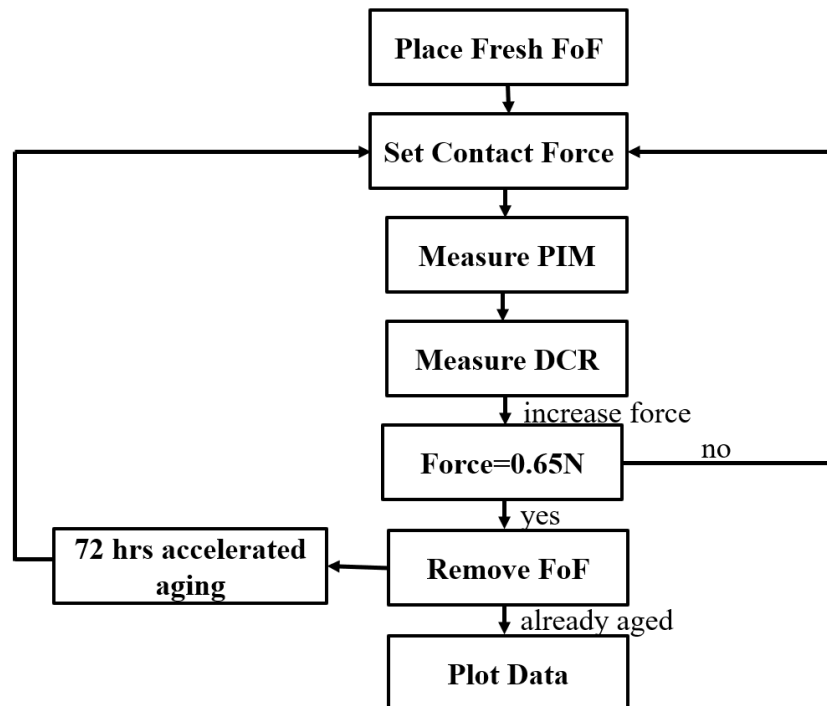 Place Fresh FoF
Set Contact Force
Measure PIM
Measure DCR
increase force
Force=0.65N
no
yes
72 hrs accelerated
aging
Remove FoF
already aged
Plot Data